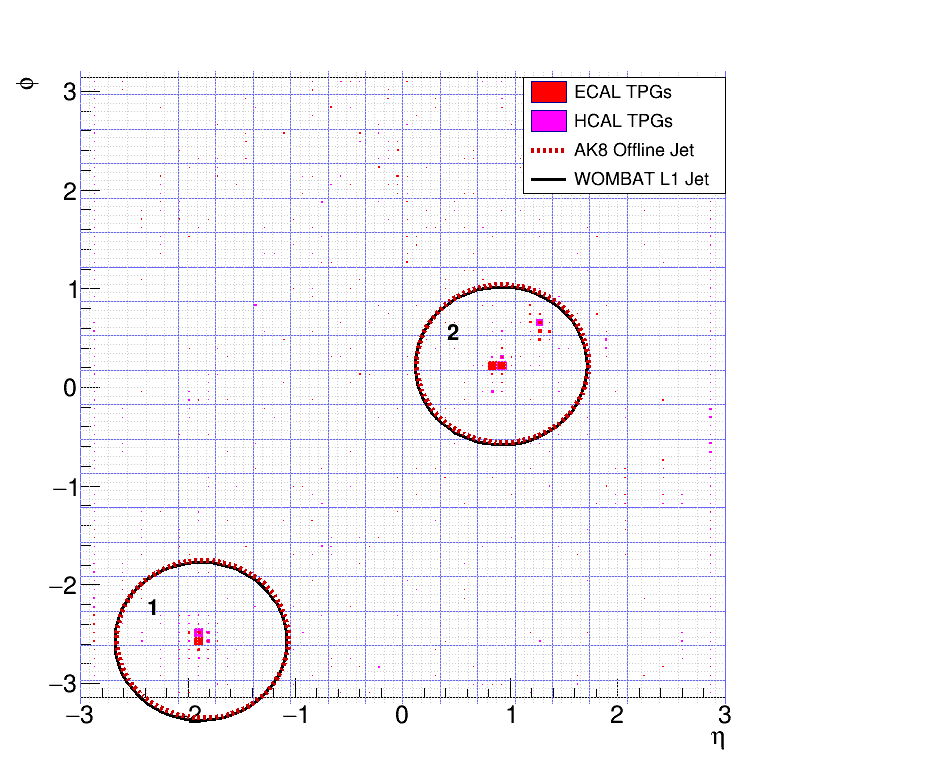 ϕ
3
2
1
0
−1
−2
−3
ECAL TPGs
HCAL TPGs
AK8 Offline Jet
WOMBAT L1 Jet
2
1
−3 −2 −1 0 1 2 3
η